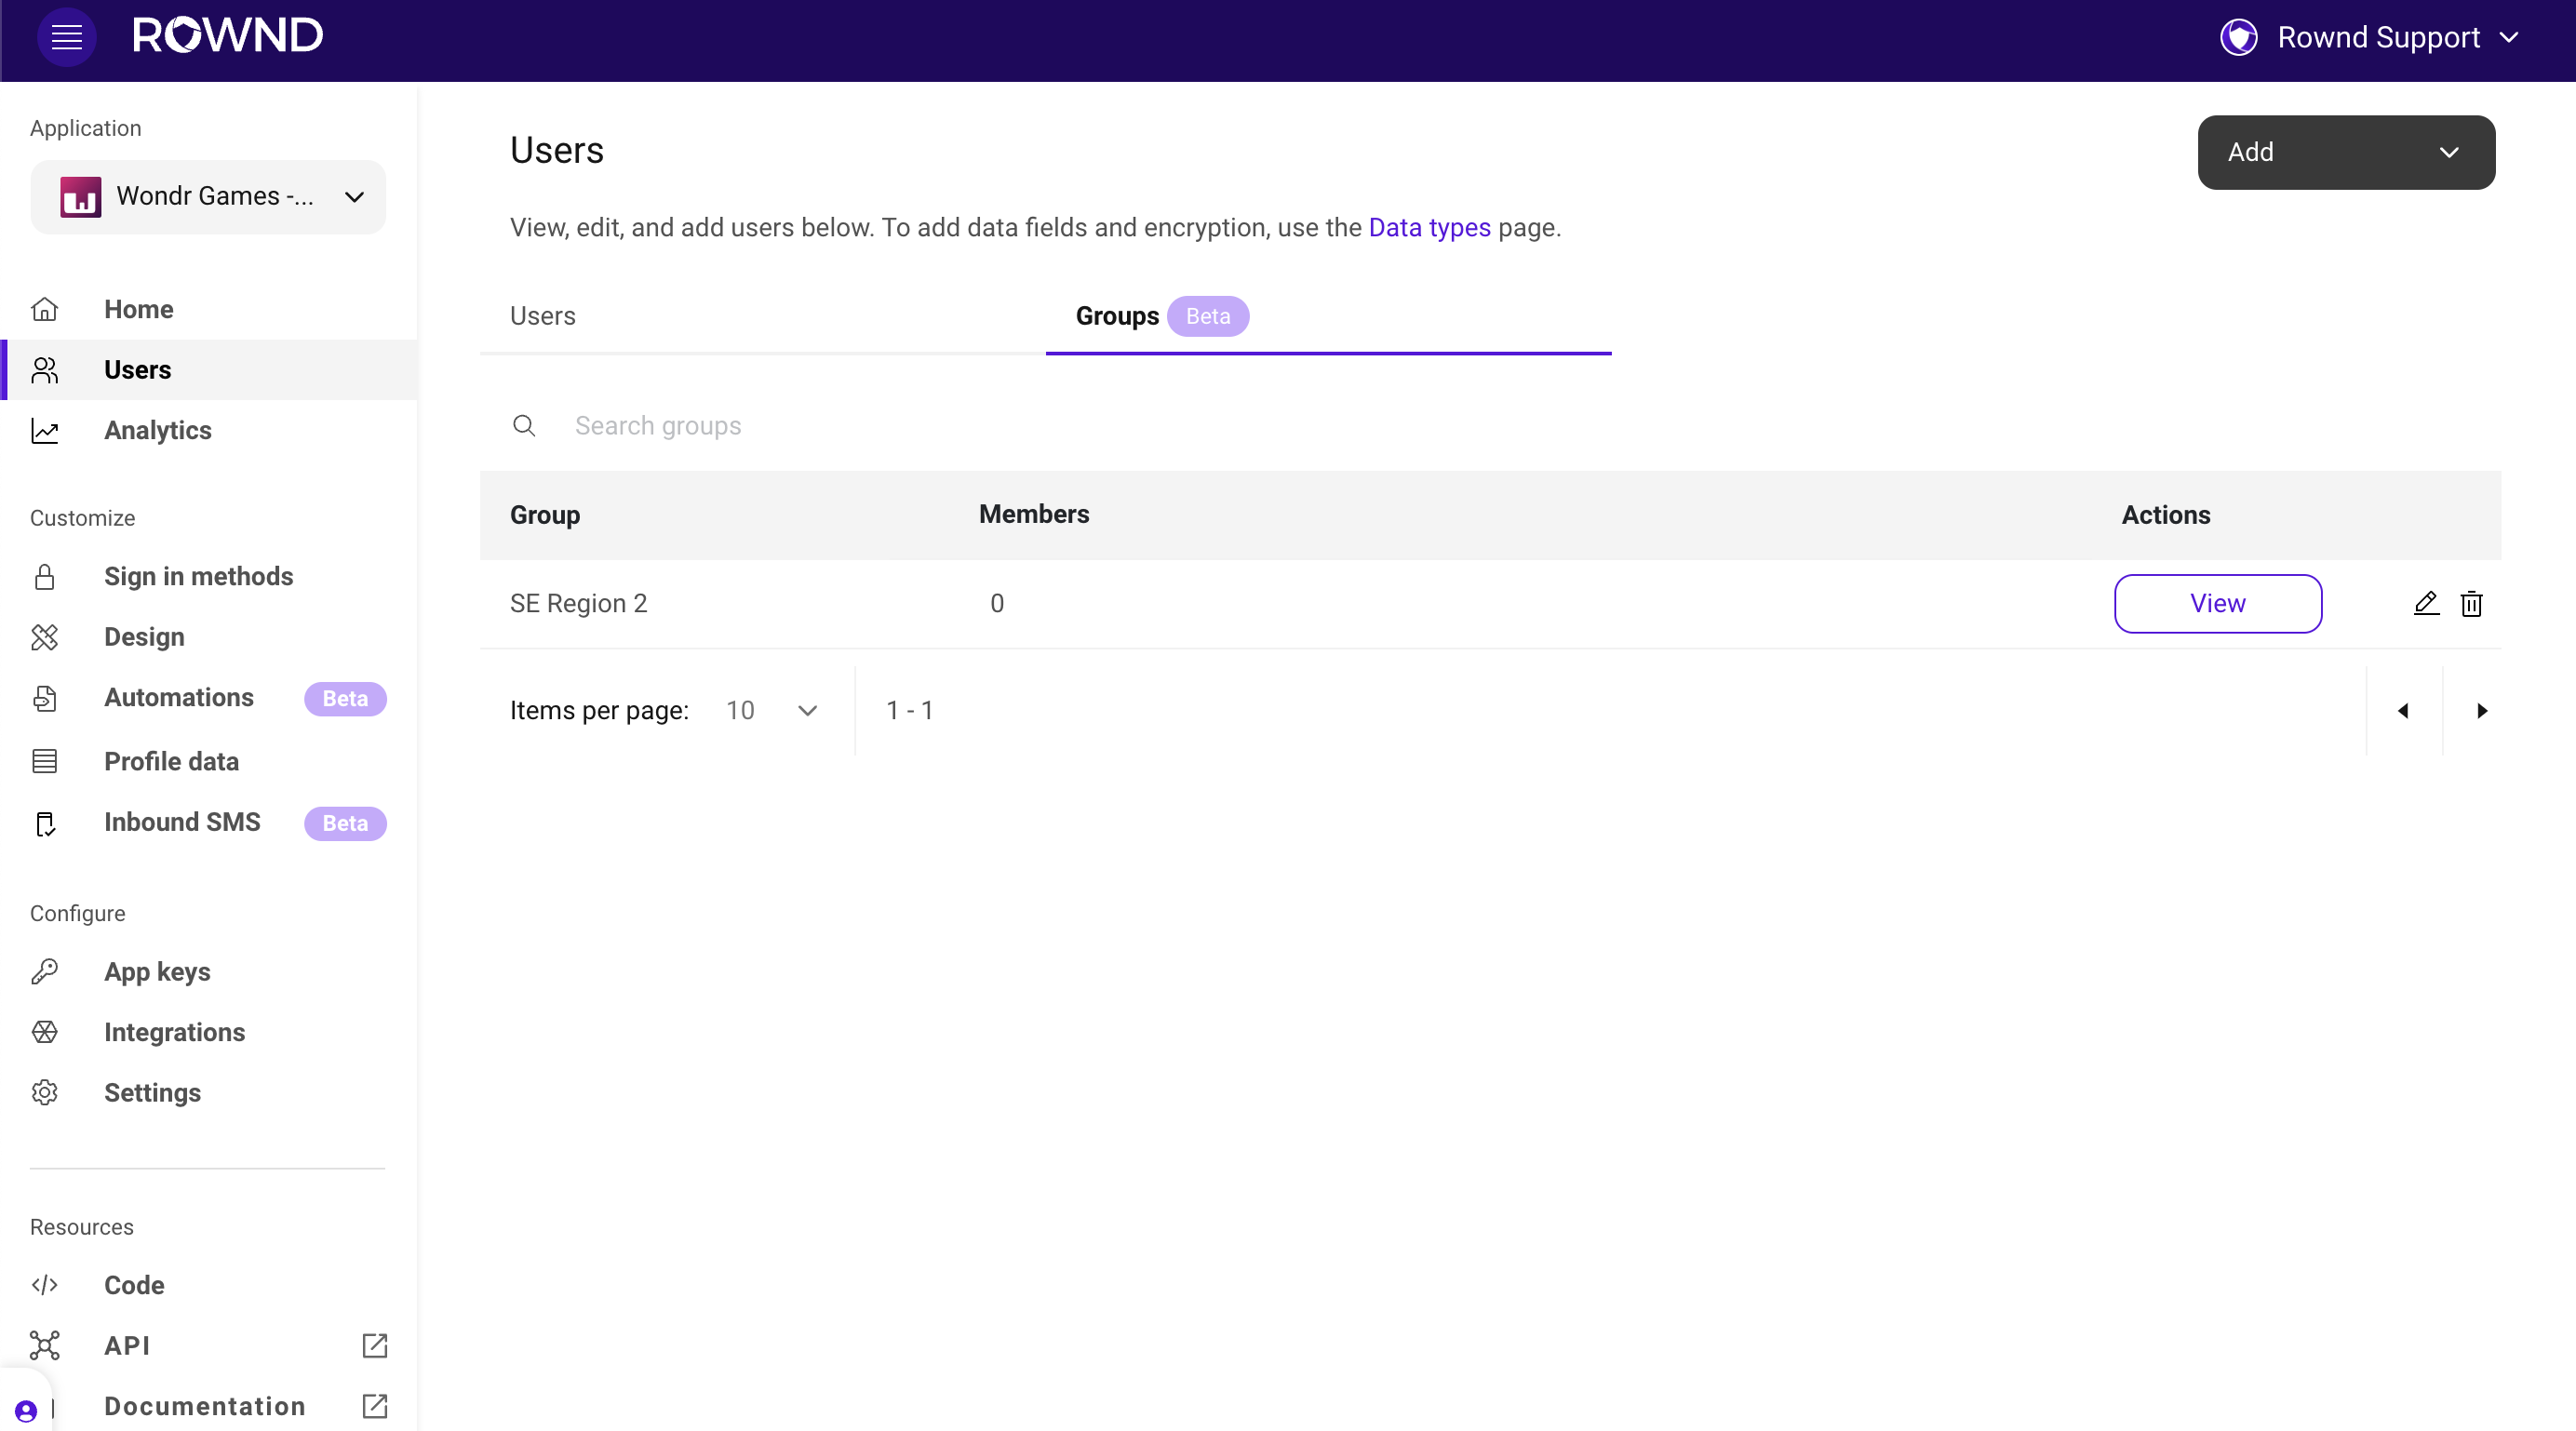 ROWND
Rownd Support
Application
Wondr Games -...
Home
Users
Analytics
Customize
Sign in methods
Design
Automations Beta
Profile data
Inbound SMS Beta
Configure
App keys
Integrations
Settings
Resources
Code
API
Documentation
Users
Add
View, edit, and add users below. To add data fields and encryption, use the Data types page.
Users Groups Beta
Search groups
Group Members Actions
SE Region 2 0 View
Items per page: 10 1 - 1